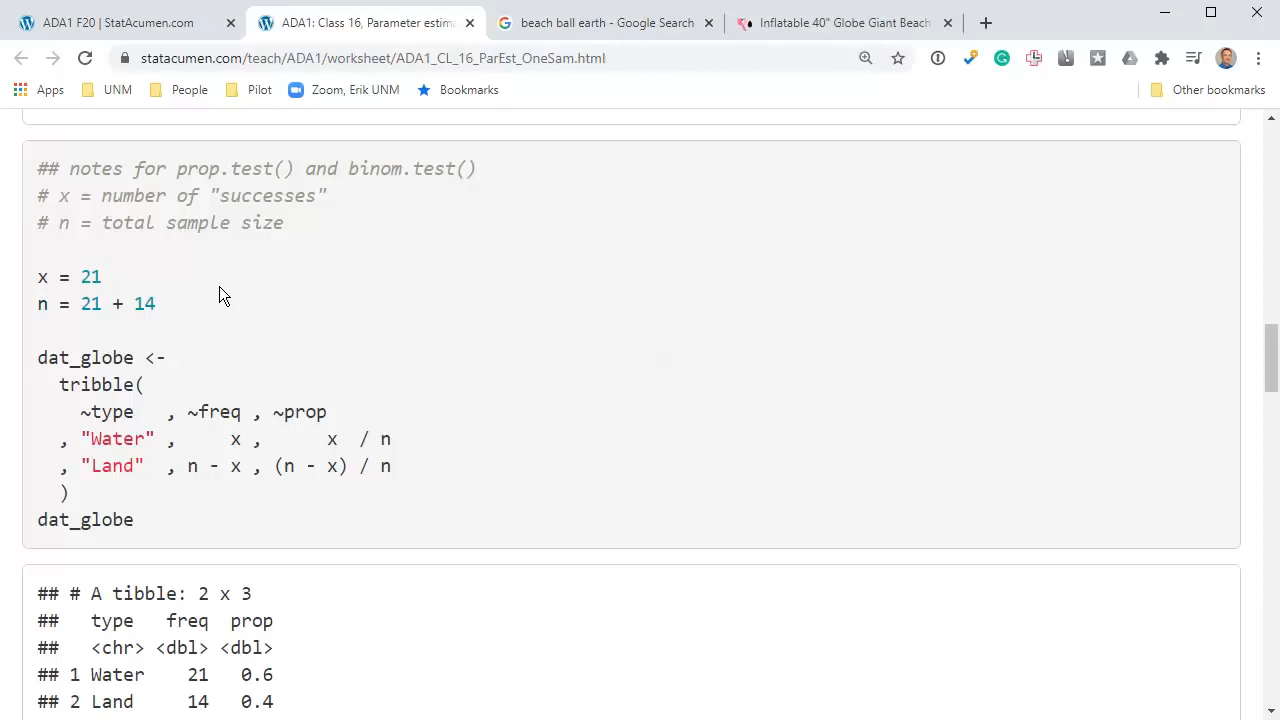 ADA1 F20 | StatAcumen.com
ADA1: Class 16, Parameter estima
beach ball earth - Google Search
Inflatable 40" Globe Giant Beach
statacumen.com/teach/ADA1/worksheet/ADA1_CL_16_ParEst_OneSam.html
Apps
UNM
People
Pilot
Zoom, Erik UNM
Bookmarks
Other bookmarks
## notes for prop.test() and binom.test()
# x = number of "successes"
# n = total sample size
x = 21
n = 21 + 14
dat_globe <-
tribble(
~type , ~freq , ~prop
, "Water" , x , x / n
, "Land" , n - x , (n - x) / n
)
dat_globe
## # A tibble: 2 x 3
## type freq prop
## <chr> <dbl> <dbl>
## 1 Water 21 0.6
## 2 Land 14 0.4